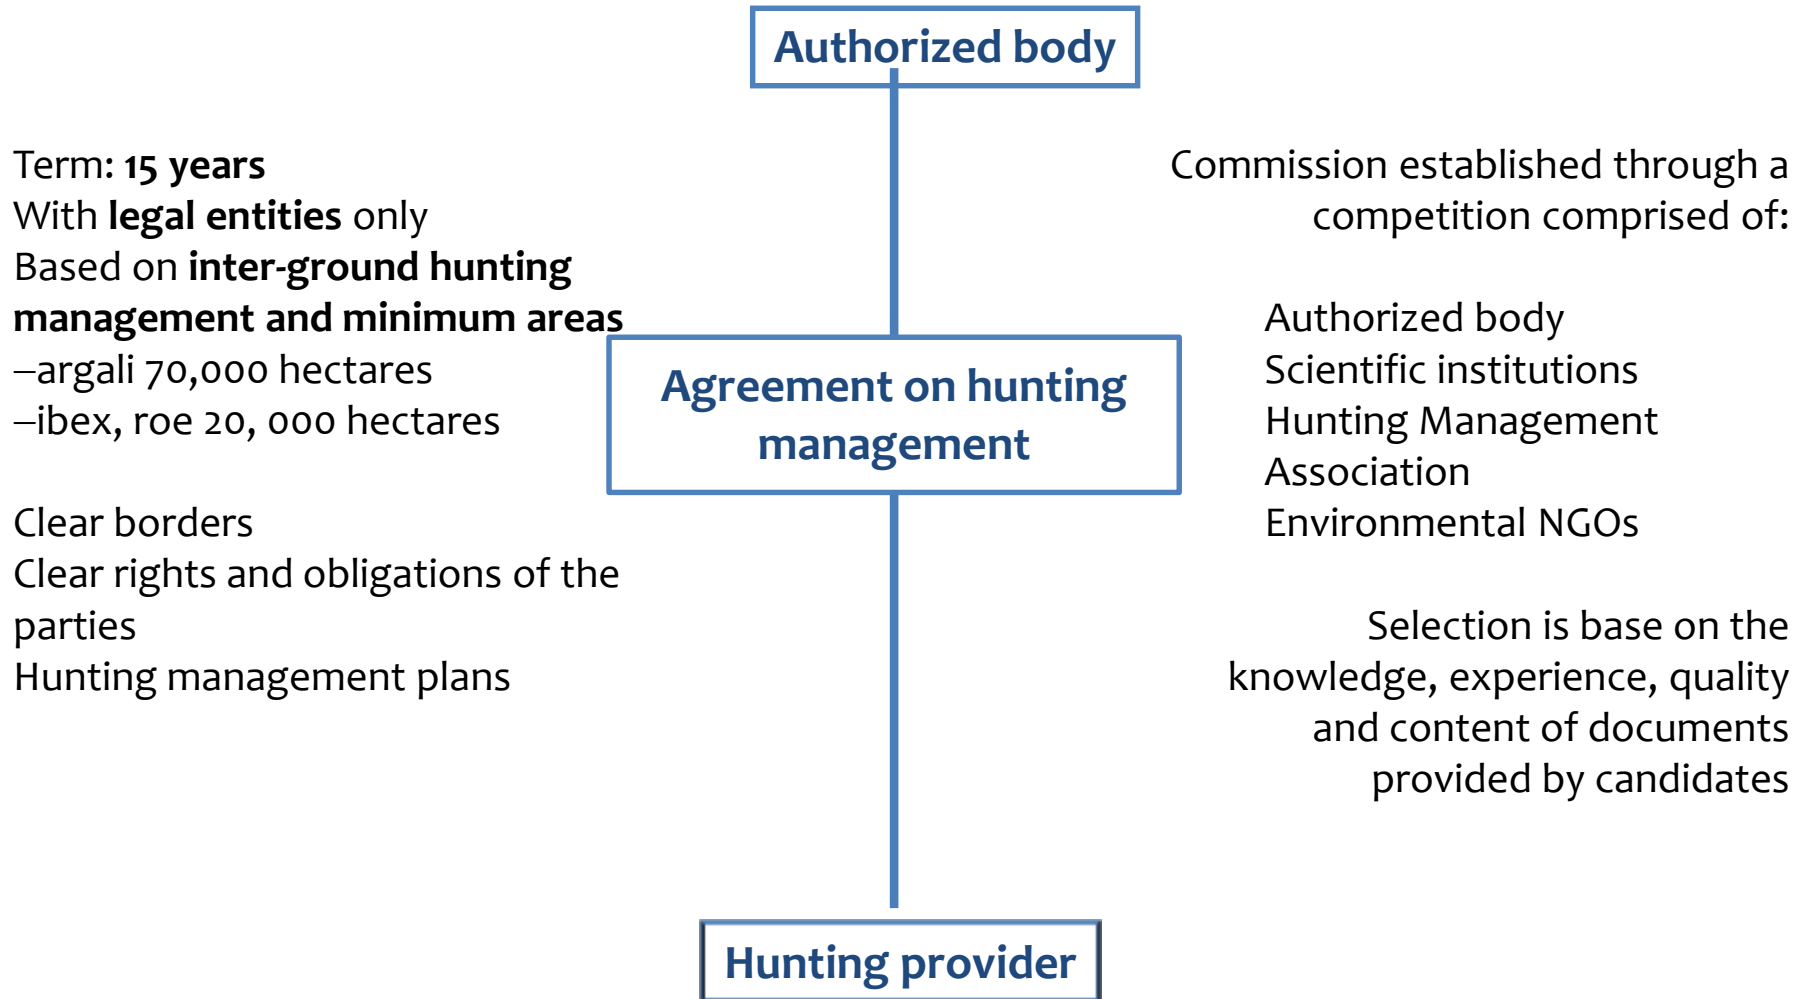 Authorized body
Term: 15 years
With legal entities only
Based on inter-ground hunting
management and minimum areas
–argali 70,000 hectares
–ibex, roe 20, 000 hectares
Clear borders
Clear rights and obligations of the
parties
Hunting management plans
Agreement on hunting
management
Commission established through a
competition comprised of:
Authorized body
Scientific institutions
Hunting Management
Association
Environmental NGOs
Selection is base on the
knowledge, experience, quality
and content of documents
provided by candidates
Hunting provider